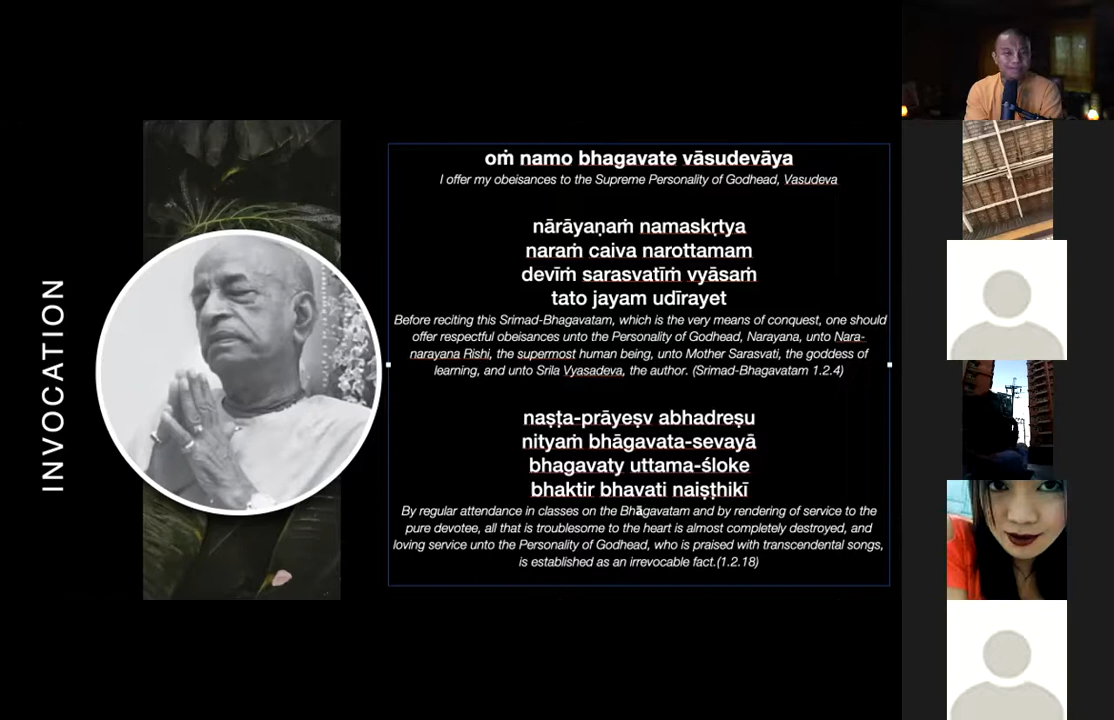 INVOCATION
oṁ namo bhagavate vāsudevāya
I offer my obeisances to the Supreme Personality of Godhead, Vasudeva
nārāyaṇaṁ namaskṛtya
naraṁ caiva narottamam
devīṁ sarasvatīṁ vyāsaṁ
tato jayam udīrayet
Before reciting this Srimad-Bhagavatam, which is the very means of conquest, one should
offer respectful obeisances unto the Personality of Godhead, Narayana, unto Nara-
narayana Rishi, the supermost human being, unto Mother Sarasvati, the goddess of
learning, and unto Srila Vyasadeva, the author. (Srimad-Bhagavatam 1.2.4)
naṣṭa-prāyeṣv abhadreṣu
nityaṁ bhāgavata-sevayā
bhagavaty uttama-śloke
bhaktir bhavati naiṣṭhikī
By regular attendance in classes on the Bhāgavatam and by rendering of service to the
pure devotee, all that is troublesome to the heart is almost completely destroyed, and
loving service unto the Personality of Godhead, who is praised with transcendental songs,
is established as an irrevocable fact.(1.2.18)